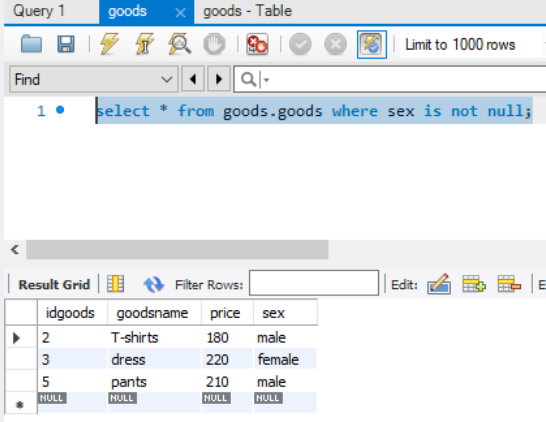 Query 1 goods × goods - Table
Limit to 1000 rows
Find
1 select * from goods.goods where sex is not null;
Result Grid Filter Rows: Edit: E
idgoods goodsname price sex
2 T-shirts 180 male
3 dress 220 female
5 pants 210 male
NULL NULL NULL NULL